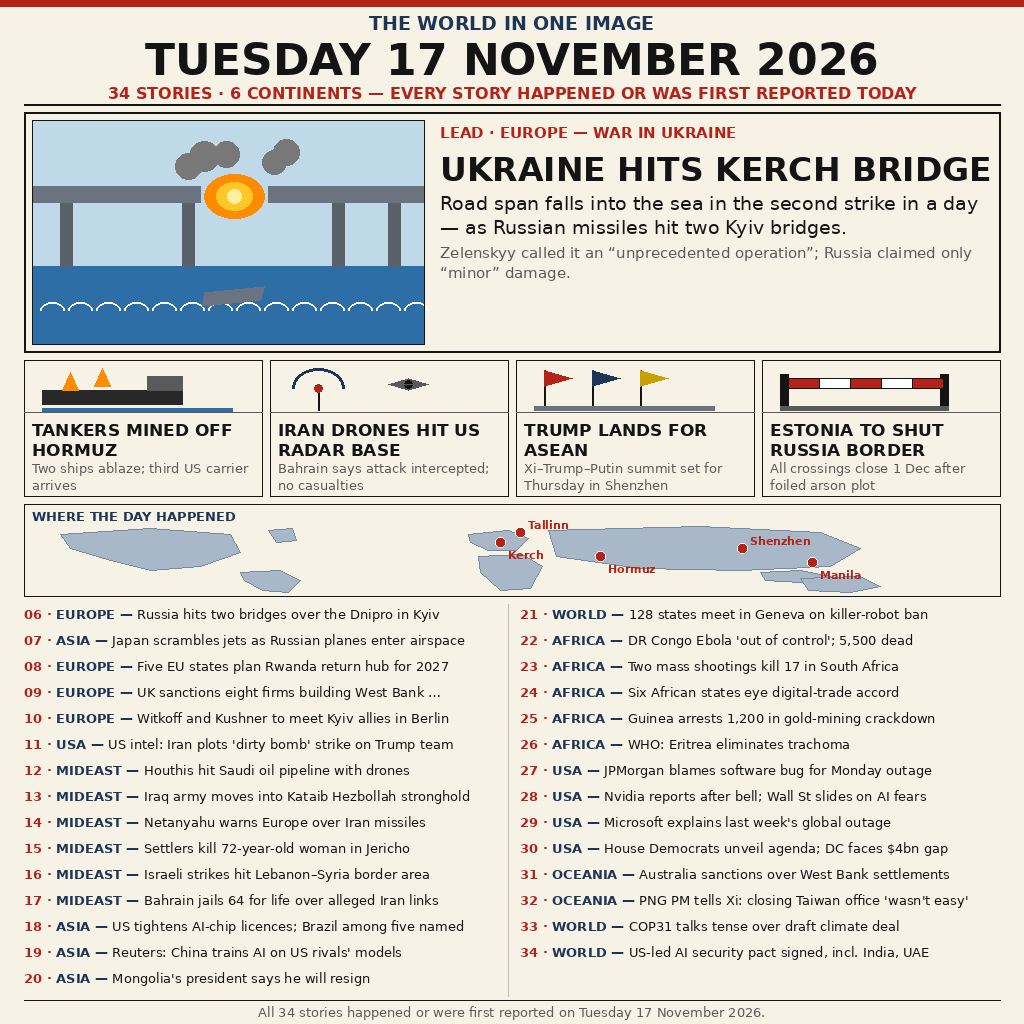 THE WORLD IN ONE IMAGE
TUESDAY 17 NOVEMBER 2026
34 STORIES · 6 CONTINENTS — EVERY STORY HAPPENED OR WAS FIRST REPORTED TODAY
LEAD · EUROPE — WAR IN UKRAINE
UKRAINE HITS KERCH BRIDGE
Road span falls into the sea in the second strike in a day
— as Russian missiles hit two Kyiv bridges.
Zelenskyy called it an “unprecedented operation”; Russia claimed only
“minor” damage.
TANKERS MINED OFF
HORMUZ
Two ships ablaze; third US carrier
arrives
IRAN DRONES HIT US
RADAR BASE
Bahrain says attack intercepted;
no casualties
TRUMP LANDS FOR
ASEAN
Xi–Trump–Putin summit set for
Thursday in Shenzhen
ESTONIA TO SHUT
RUSSIA BORDER
All crossings close 1 Dec after
foiled arson plot
WHERE THE DAY HAPPENED
Tallinn
Kerch
Hormuz
Shenzhen
Manila
06 · EUROPE — Russia hits two bridges over the Dnipro in Kyiv
07 · ASIA — Japan scrambles jets as Russian planes enter airspace
08 · EUROPE — Five EU states plan Rwanda return hub for 2027
09 · EUROPE — UK sanctions eight firms building West Bank ...
10 · EUROPE — Witkoff and Kushner to meet Kyiv allies in Berlin
11 · USA — US intel: Iran plots 'dirty bomb' strike on Trump team
12 · MIDEAST — Houthis hit Saudi oil pipeline with drones
13 · MIDEAST — Iraq army moves into Kataib Hezbollah stronghold
14 · MIDEAST — Netanyahu warns Europe over Iran missiles
15 · MIDEAST — Settlers kill 72-year-old woman in Jericho
16 · MIDEAST — Israeli strikes hit Lebanon–Syria border area
17 · MIDEAST — Bahrain jails 64 for life over alleged Iran links
18 · ASIA — US tightens AI-chip licences; Brazil among five named
19 · ASIA — Reuters: China trains AI on US rivals' models
20 · ASIA — Mongolia's president says he will resign
21 · WORLD — 128 states meet in Geneva on killer-robot ban
22 · AFRICA — DR Congo Ebola 'out of control'; 5,500 dead
23 · AFRICA — Two mass shootings kill 17 in South Africa
24 · AFRICA — Six African states eye digital-trade accord
25 · AFRICA — Guinea arrests 1,200 in gold-mining crackdown
26 · AFRICA — WHO: Eritrea eliminates trachoma
27 · USA — JPMorgan blames software bug for Monday outage
28 · USA — Nvidia reports after bell; Wall St slides on AI fears
29 · USA — Microsoft explains last week's global outage
30 · USA — House Democrats unveil agenda; DC faces $4bn gap
31 · OCEANIA — Australia sanctions over West Bank settlements
32 · OCEANIA — PNG PM tells Xi: closing Taiwan office 'wasn't easy'
33 · WORLD — COP31 talks tense over draft climate deal
34 · WORLD — US-led AI security pact signed, incl. India, UAE
All 34 stories happened or were first reported on Tuesday 17 November 2026.